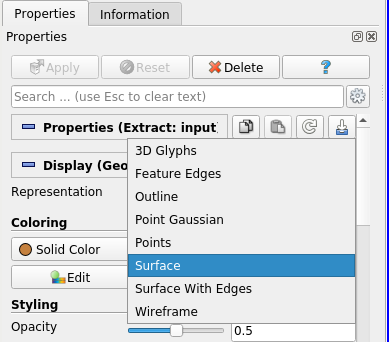 Properties
Information
Properties
Apply
Reset
Delete
?
Search ... (use Esc to clear text)
Properties (Extract: input
Display (Geo
Representation
3D Glyphs
Feature Edges
Outline
Point Gaussian
Points
Surface
Surface With Edges
Wireframe
Coloring
Solid Color
Edit
Styling
Opacity
0.5